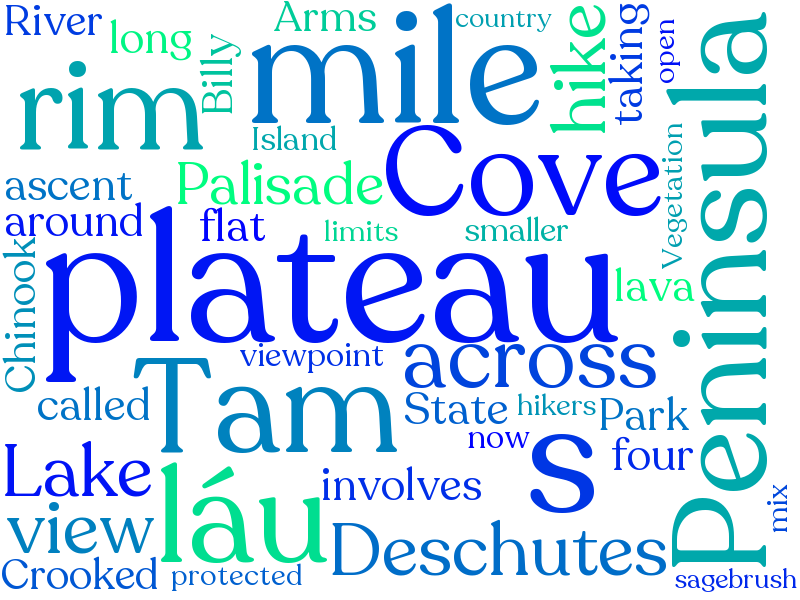 River
long
Billy
Arms
country
hike
taking
open
rim
mile
Island
Peninsula
Palisade
Cove
ascent
around
flat
limits
smaller
Vegetation
Chinook
plateau
lava
viewpoint
across
called
Tam
State
hikers
Park
now
s
four
Lake
láu
involves
view
Deschutes
mix
Crooked
protected
sagebrush